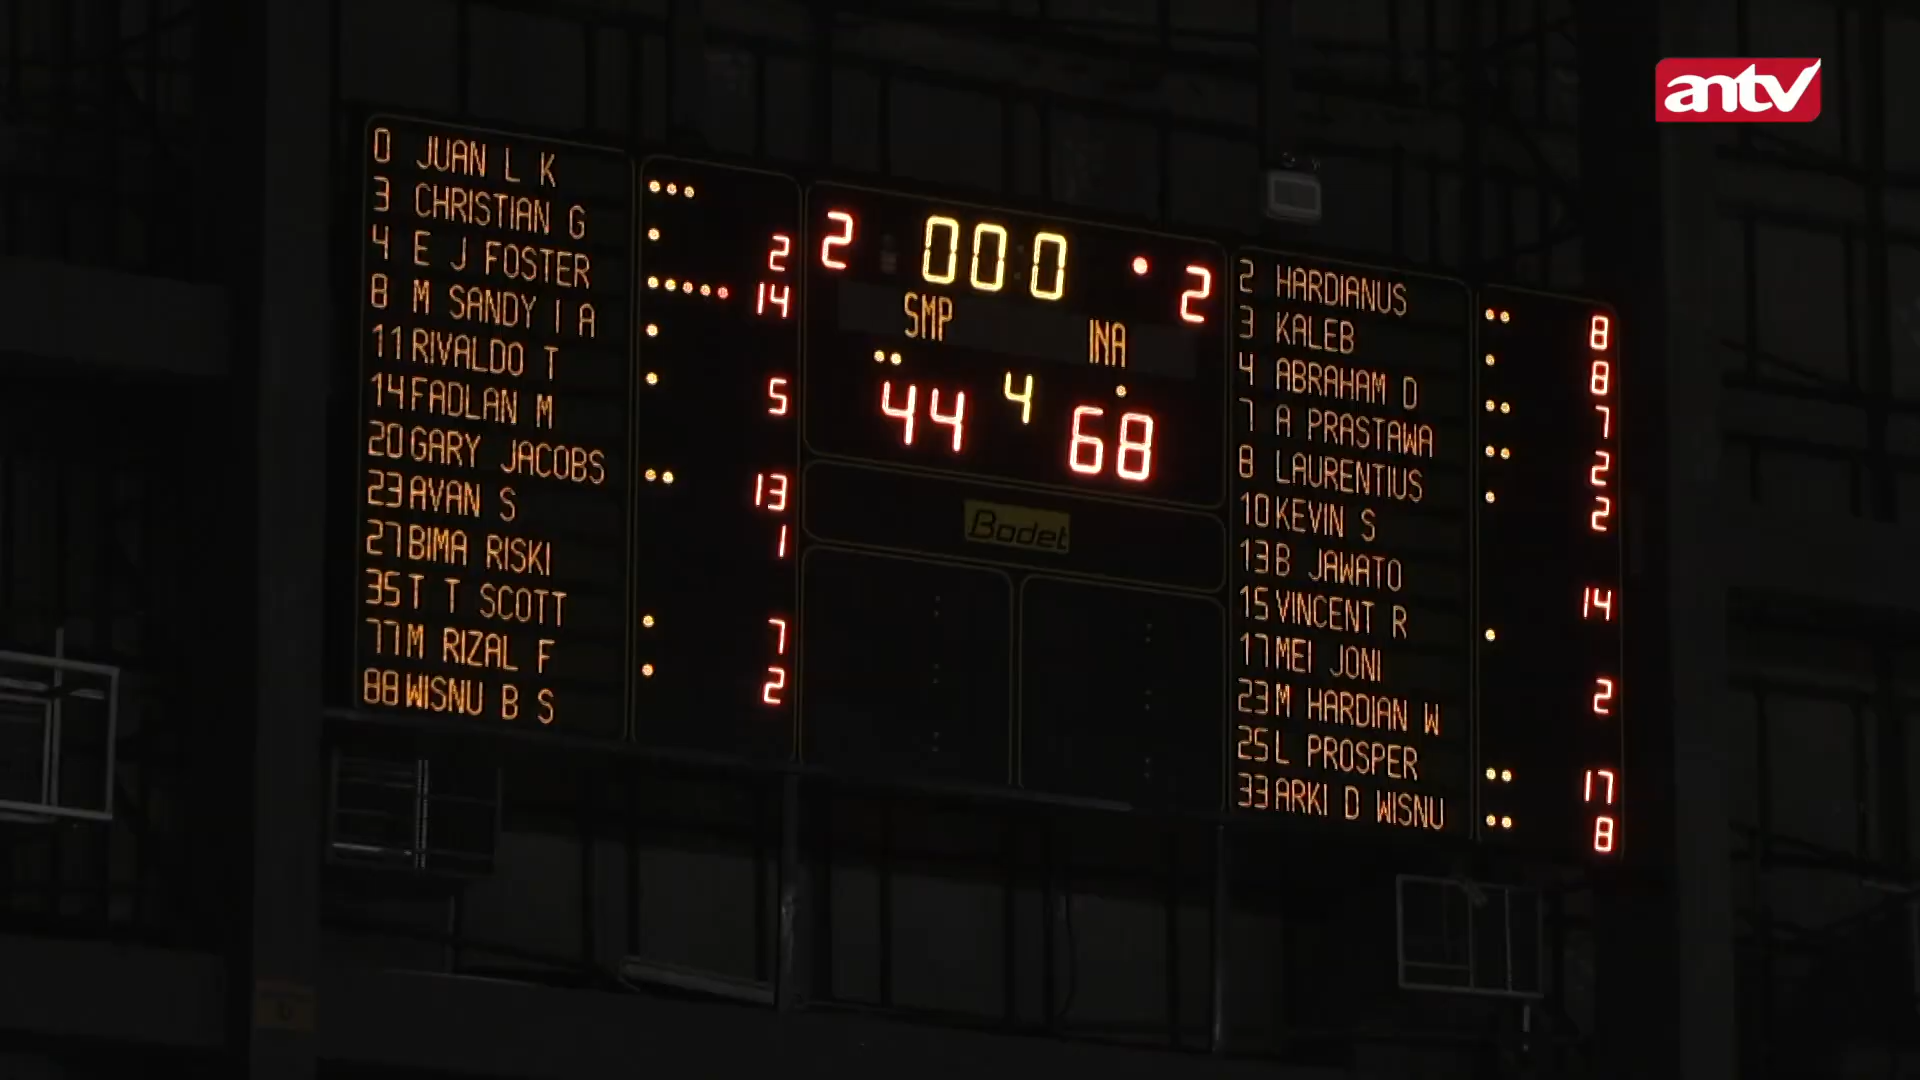 antv
0 JUAN L K
3 CHRISTIAN G 2
4 E J FOSTER 14
8 M SANDY I A
11 RIVALDO T 5
14 FADLAN M
20 GARY JACOBS 13
23 AVAN S 1
27 BIMA RISKI
35 T T SCOTT 7
77 M RIZAL F 2
88 WISNU B S
2 00:0 2
SMP INA
44 4 68
Bodet
2 HARDIANUS 8
3 KALEB 8
4 ABRAHAM D 7
7 A PRASTAWA 2
8 LAURENTIUS 2
10 KEVIN S
13 B JAWATO 14
15 VINCENT R
17 MEI JONI 2
23 M HARDIAN W
25 L PROSPER 17
33 ARKI D WISNU 8